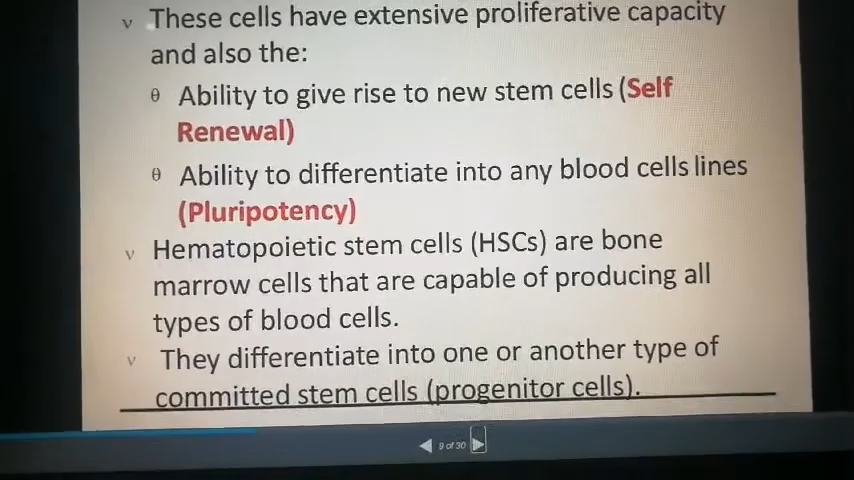 v These cells have extensive proliferative capacity
and also the:
θ Ability to give rise to new stem cells (Self
Renewal)
θ Ability to differentiate into any blood cells lines
(Pluripotency)
v Hematopoietic stem cells (HSCs) are bone
marrow cells that are capable of producing all
types of blood cells.
v They differentiate into one or another type of
committed stem cells (progenitor cells).
9 of 30